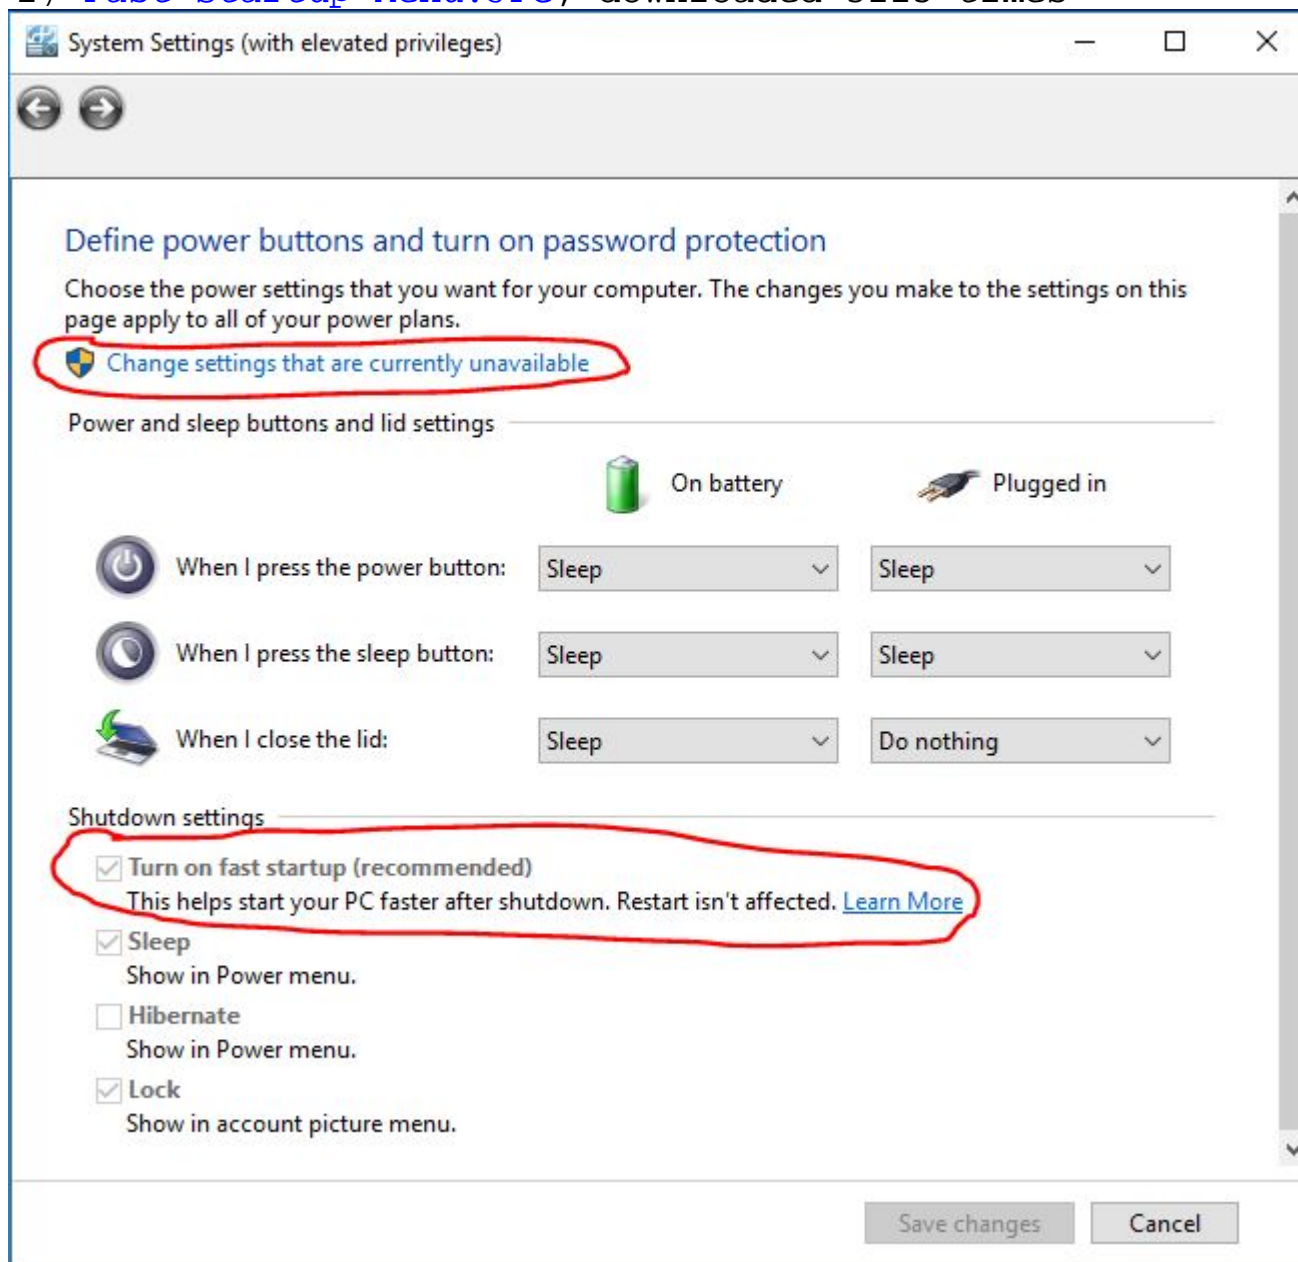 downloaded
System Settings (with elevated privileges)
Define power buttons and turn on password protection
Choose the power settings that you want for your computer. The changes you make to the settings on this
page apply to all of your power plans.
Change settings that are currently unavailable
Power and sleep buttons and lid settings
On battery Plugged in
When I press the power button: Sleep Sleep
When I press the sleep button: Sleep Sleep
When I close the lid: Sleep Do nothing
Shutdown settings
Turn on fast startup (recommended)
This helps start your PC faster after shutdown. Restart isn't affected. Learn More
Sleep
Show in Power menu.
Hibernate
Show in Power menu.
Lock
Show in account picture menu.
Save changes Cancel